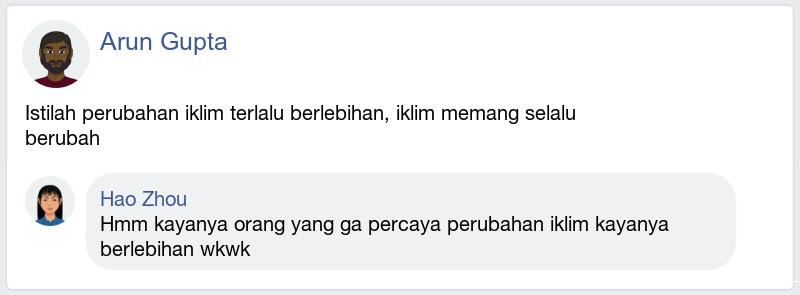 Arun Gupta
Istilah perubahan iklim terlalu berlebihan, iklim memang selalu
berubah
Hao Zhou
Hmm kayanya orang yang ga percaya perubahan iklim kayanya
berlebihan wkwk